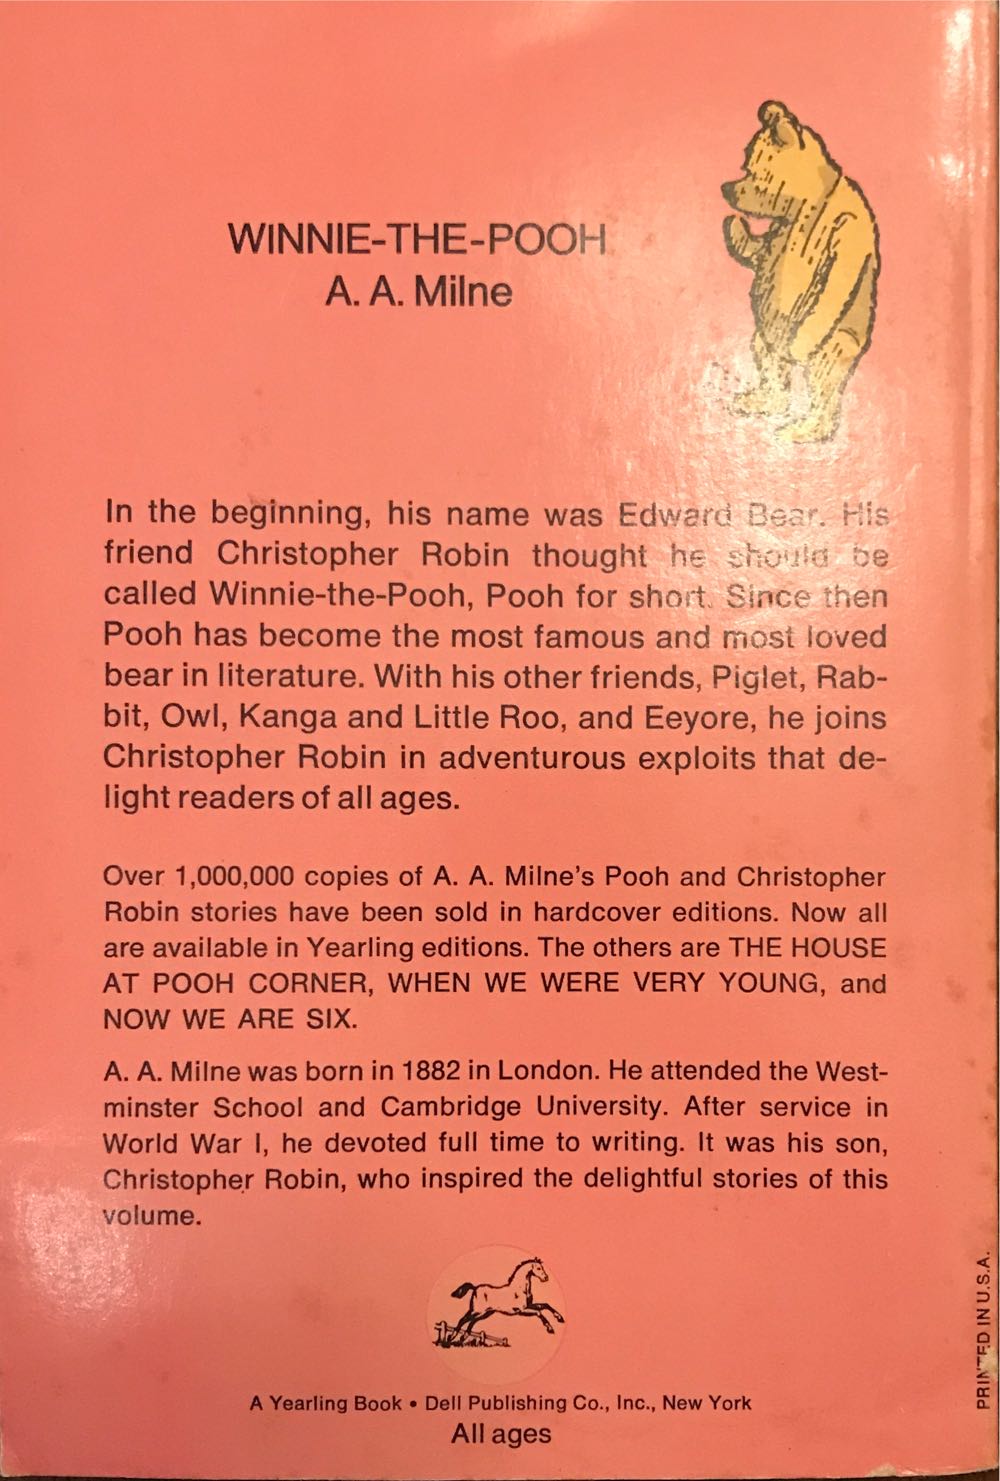 WINNIE-THE-POOH
A. A. Milne
In the beginning, his name was Edward Bear. His
friend Christopher Robin thought he should be
called Winnie-the-Pooh, Pooh for short. Since then
Pooh has become the most famous and most loved
bear in literature. With his other friends, Piglet, Rab-
bit, Owl, Kanga and Little Roo, and Eeyore, he joins
Christopher Robin in adventurous exploits that de-
light readers of all ages.
Over 1,000,000 copies of A. A. Milne's Pooh and Christopher
Robin stories have been sold in hardcover editions. Now all
are available in Yearling editions. The others are THE HOUSE
AT POOH CORNER, WHEN WE WERE VERY YOUNG, and
NOW WE ARE SIX.
A. A. Milne was born in 1882 in London. He attended the West-
minster School and Cambridge University. After service in
World War I, he devoted full time to writing. It was his son,
Christopher Robin, who inspired the delightful stories of this
volume.
A Yearling Book • Dell Publishing Co., Inc., New York
All ages
PRINTED IN U.S.A.